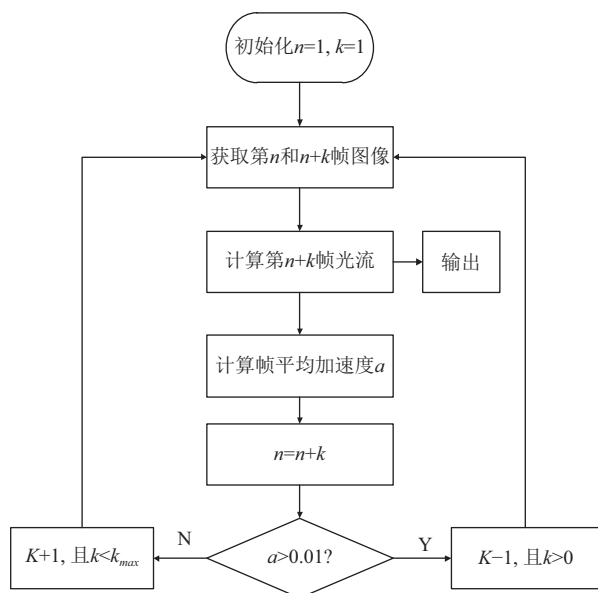 初始化n=1, k=1
获取第n和n+k帧图像
计算第n+k帧光流
输出
计算帧平均加速度a
n=n+k
K+1, 且k<k_max
N
a>0.01?
Y
K−1, 且k>0